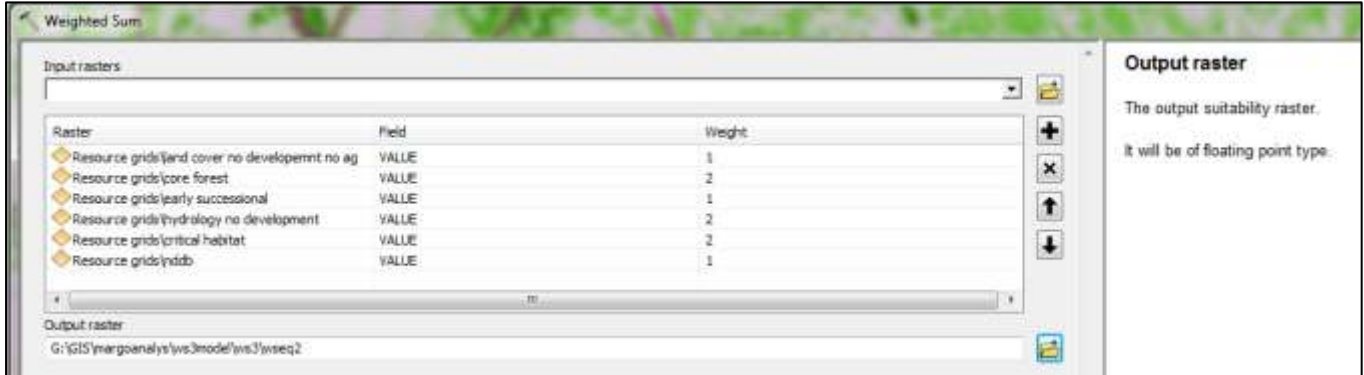 Weighted Sum
Input rasters
Raster Field Weight
Resource grids\land cover no developemnt no ag VALUE 1
Resource grids\core forest VALUE 2
Resource grids\early successional VALUE 1
Resource grids\hydrology no development VALUE 2
Resource grids\critical habitat VALUE 2
Resource grids\nddb VALUE 1
Output raster
G:\GIS\margoanalys\ws3model\ws3\wseq2
Output raster
The output suitability raster.
It will be of floating point type.